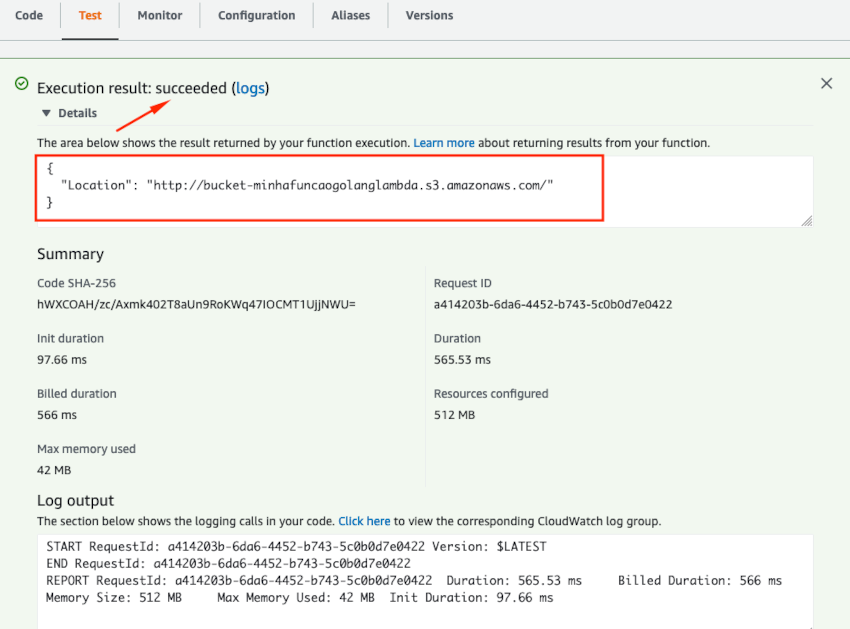 Code Test Monitor Configuration Aliases Versions
Execution result: succeeded (logs)
Details
The area below shows the result returned by your function execution. Learn more about returning results from your function.
{
"Location": "http://bucket-minhafuncaogolanglambda.s3.amazonaws.com/"
}
Summary
Code SHA-256
hWXCOAH/zc/Axmk402T8aUn9RoKWq47IOCMT1UjjNWU=
Request ID
a414203b-6da6-4452-b743-5c0b0d7e0422
Init duration
97.66 ms
Duration
565.53 ms
Billed duration
566 ms
Resources configured
512 MB
Max memory used
42 MB
Log output
The section below shows the logging calls in your code. Click here to view the corresponding CloudWatch log group.
START RequestId: a414203b-6da6-4452-b743-5c0b0d7e0422 Version: $LATEST
END RequestId: a414203b-6da6-4452-b743-5c0b0d7e0422
REPORT RequestId: a414203b-6da6-4452-b743-5c0b0d7e0422 Duration: 565.53 ms Billed Duration: 566 ms
Memory Size: 512 MB Max Memory Used: 42 MB Init Duration: 97.66 ms